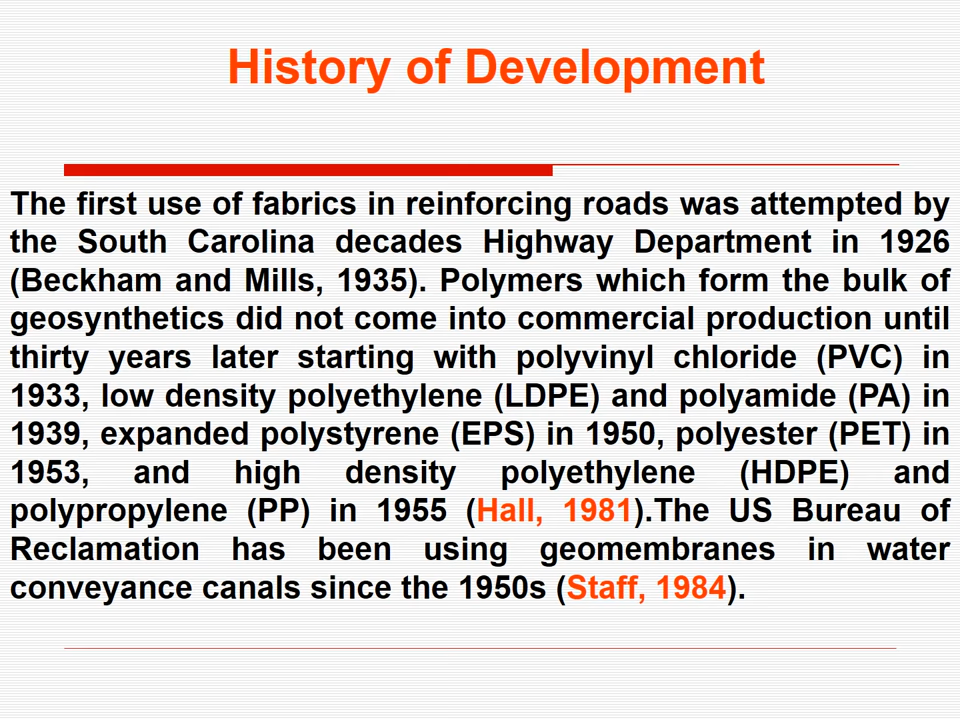 History of Development
The first use of fabrics in reinforcing roads was attempted by
the South Carolina decades Highway Department in 1926
(Beckham and Mills, 1935). Polymers which form the bulk of
geosynthetics did not come into commercial production until
thirty years later starting with polyvinyl chloride (PVC) in
1933, low density polyethylene (LDPE) and polyamide (PA) in
1939, expanded polystyrene (EPS) in 1950, polyester (PET) in
1953, and high density polyethylene (HDPE) and
polypropylene (PP) in 1955 (Hall, 1981).The US Bureau of
Reclamation has been using geomembranes in water
conveyance canals since the 1950s (Staff, 1984).